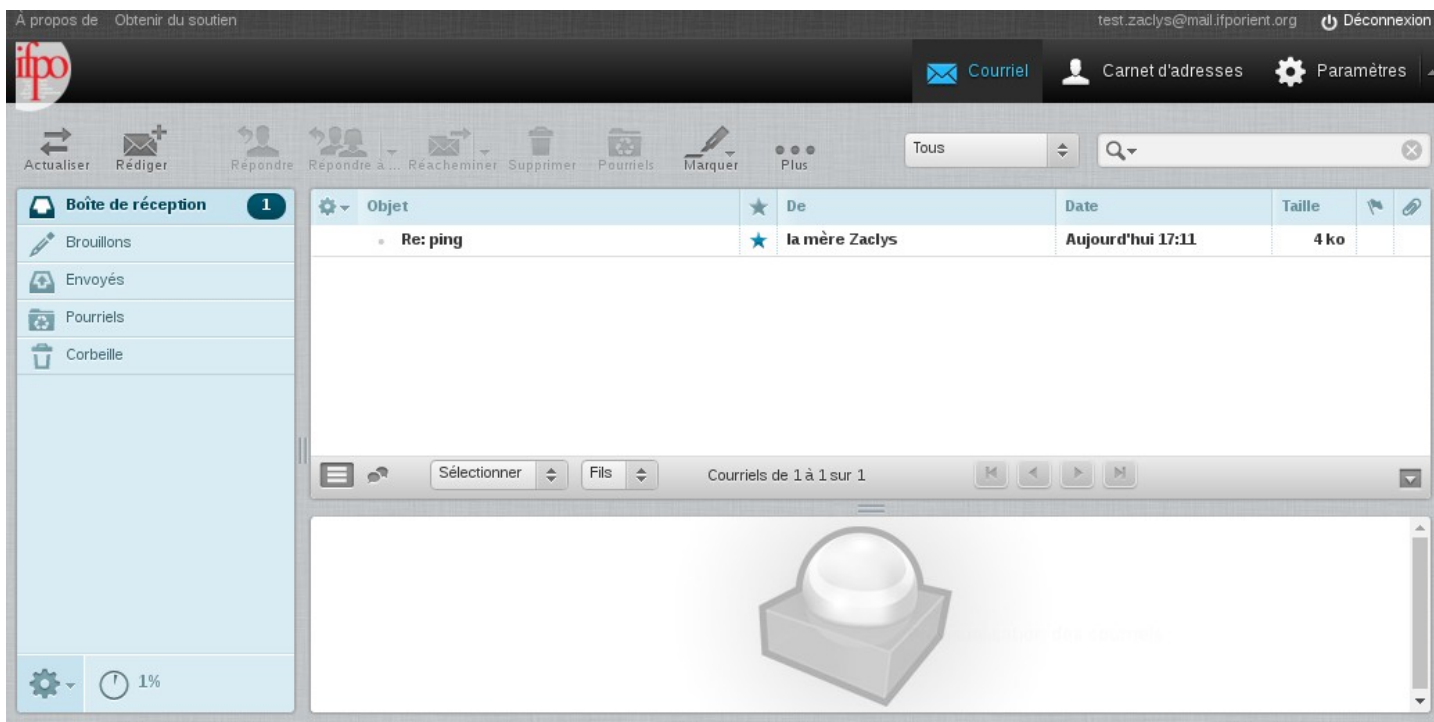 À propos de Obtenir du soutien test.zaclys@mail.ifporient.org Déconnexion
ifpo Courriel Carnet d'adresses Paramètres
Actualiser Rédiger Répondre Répondre à ... Réacheminer Supprimer Pourriels Marquer Plus Tous
Boîte de réception 1 Objet De Date Taille
Re: ping la mère Zaclys Aujourd'hui 17:11 4 ko
Brouillons
Envoyés
Pourriels
Corbeille
Sélectionner Fils Courriels de 1 à 1 sur 1
1%